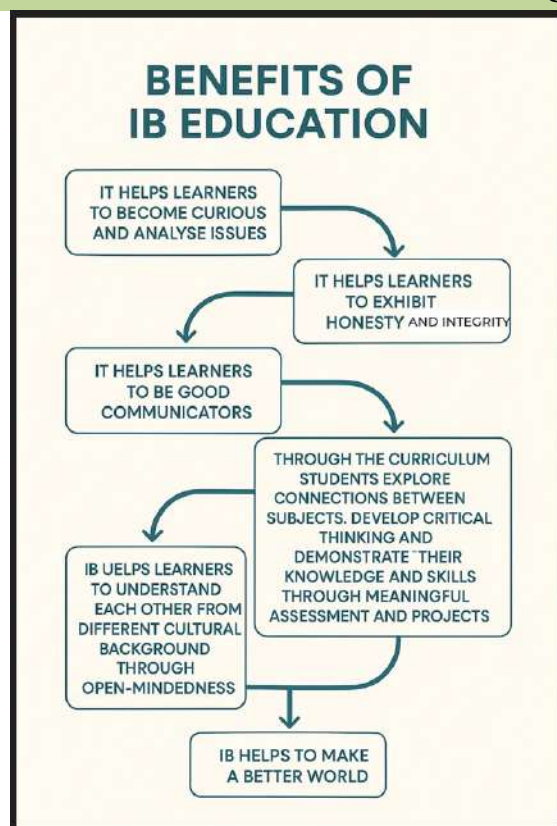 BENEFITS OF
IB EDUCATION
IT HELPS LEARNERS
TO BECOME CURIOUS
AND ANALYSE ISSUES
IT HELPS LEARNERS
TO EXHIBIT
HONESTY AND INTEGRITY
IT HELPS LEARNERS
TO BE GOOD
COMMUNICATORS
THROUGH THE CURRICULUM
STUDENTS EXPLORE
CONNECTIONS BETWEEN
SUBJECTS. DEVELOP CRITICAL
THINKING AND
DEMONSTRATE THEIR
KNOWLEDGE AND SKILLS
THROUGH MEANINGFUL
ASSESSMENT AND PROJECTS
IB UELPS LEARNERS
TO UNDERSTAND
EACH OTHER FROM
DIFFERENT CULTURAL
BACKGROUND
THROUGH
OPEN-MINDEDNESS
IB HELPS TO MAKE
A BETTER WORLD